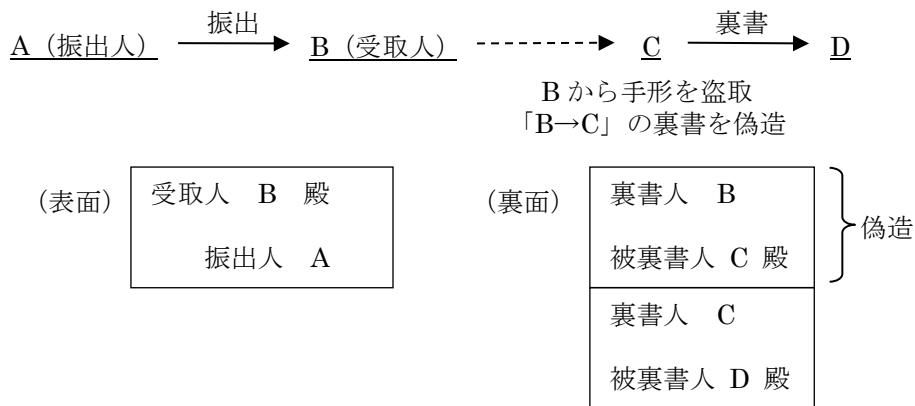 振出 裏書
A（振出人） B（受取人） C D
B から手形を盗取
「B→C」の裏書を偽造
（表面） 受取人 B 殿
振出人 A
（裏面） 裏書人 B
被裏書人 C 殿
偽造
裏書人 C
被裏書人 D 殿